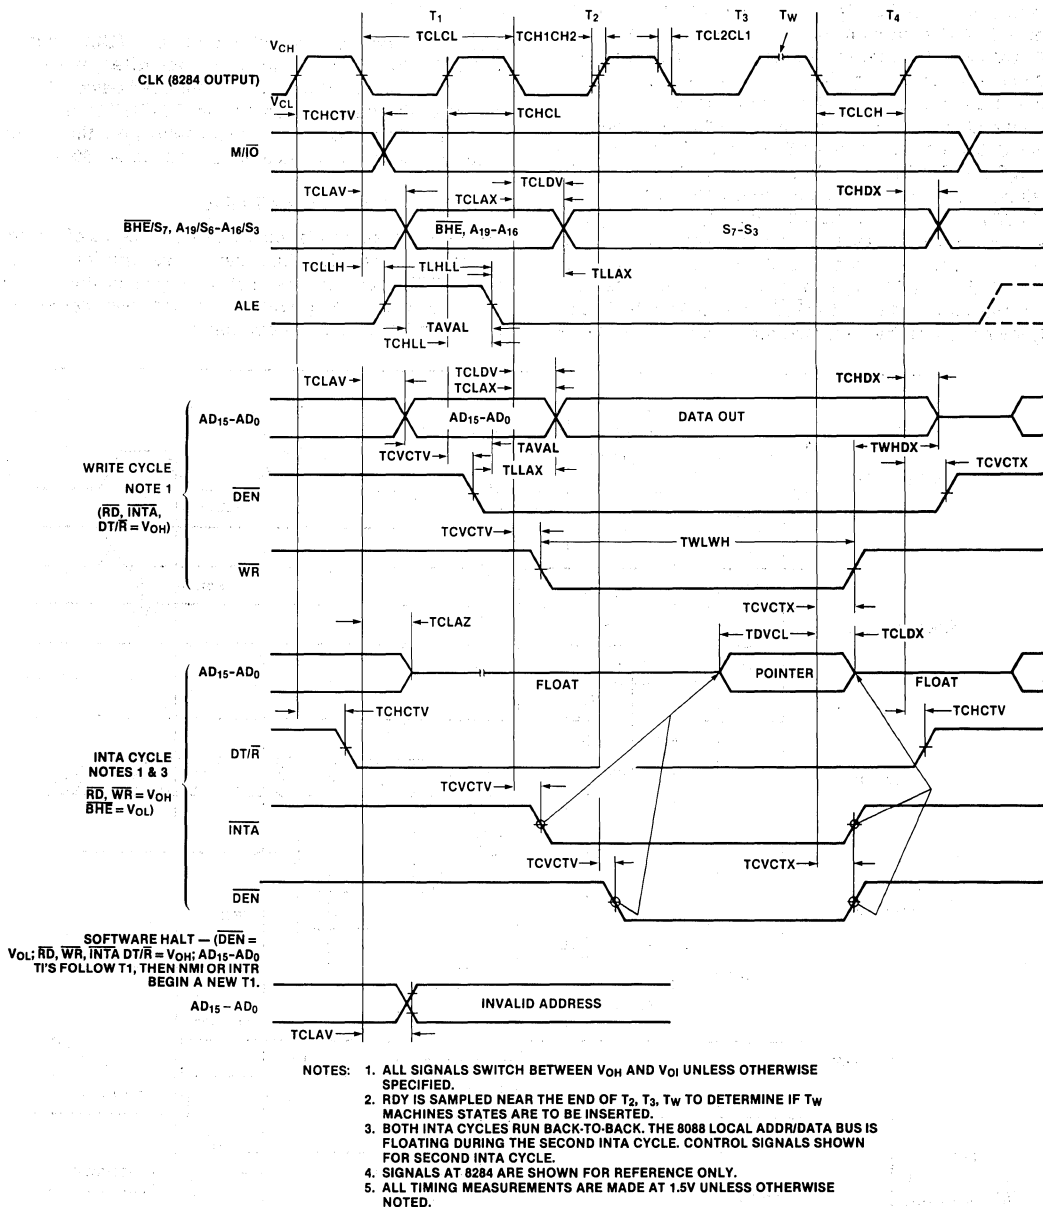 T1 T2 T3 TW T4
TCLCL TCH1CH2 TCL2CL1
VCH
CLK (8284 OUTPUT)
VCL
TCHCTV TCHCL TCLCH
M/IO
TCLDV
TCLAV TCLAX TCHDX
BHE/S7, A19/S6-A16/S3 BHE, A19-A16 S7-S3
TCLLH TLHLL TLLAX
ALE
TAVAL
TCHLL
TCLDV
TCLAV TCLAX TCHDX
AD15-AD0 AD15-AD0 DATA OUT
TAVAL TWHDX
TCVCTV TLLAX TCVCTX
WRITE CYCLE
NOTE 1
(RD, INTA,
DT/R = VOH)
DEN
TCVCTV TWLWH
WR
TCVCTX
TCLAZ
TDVCL TCLDX
AD15-AD0 FLOAT POINTER FLOAT
TCHCTV TCHCTV
DT/R
INTA CYCLE
NOTES 1 & 3
RD, WR = VOH
BHE = VOL)
TCVCTV
INTA
TCVCTV TCVCTX
DEN
SOFTWARE HALT — (DEN =
VOL; RD, WR, INTA DT/R = VOH; AD15-AD0
TI'S FOLLOW T1, THEN NMI OR INTR
BEGIN A NEW T1.
AD15 – AD0 INVALID ADDRESS
TCLAV
NOTES: 1. ALL SIGNALS SWITCH BETWEEN VOH AND VOI UNLESS OTHERWISE
SPECIFIED.
2. RDY IS SAMPLED NEAR THE END OF T2, T3, TW TO DETERMINE IF TW
MACHINES STATES ARE TO BE INSERTED.
3. BOTH INTA CYCLES RUN BACK-TO-BACK. THE 8088 LOCAL ADDR/DATA BUS IS
FLOATING DURING THE SECOND INTA CYCLE. CONTROL SIGNALS SHOWN
FOR SECOND INTA CYCLE.
4. SIGNALS AT 8284 ARE SHOWN FOR REFERENCE ONLY.
5. ALL TIMING MEASUREMENTS ARE MADE AT 1.5V UNLESS OTHERWISE
NOTED.